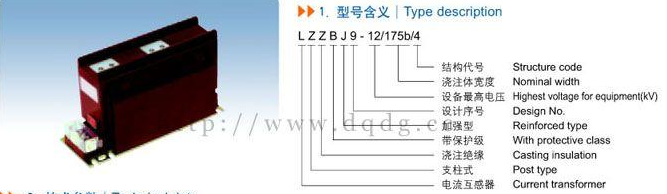 ▶▶ 1. 型号含义 | Type description
L Z Z B J 9 - 12/175b/4
结构代号 Structure code
浇注体宽度 Nominal width
设备最高电压 Highest voltage for equipment(kV)
设计序号 Design No.
加强型 Reinforced type
带保护级 With protective class
浇注绝缘 Casting insulation
支柱式 Post type
电流互感器 Current transformer
http://www.dqdg.c